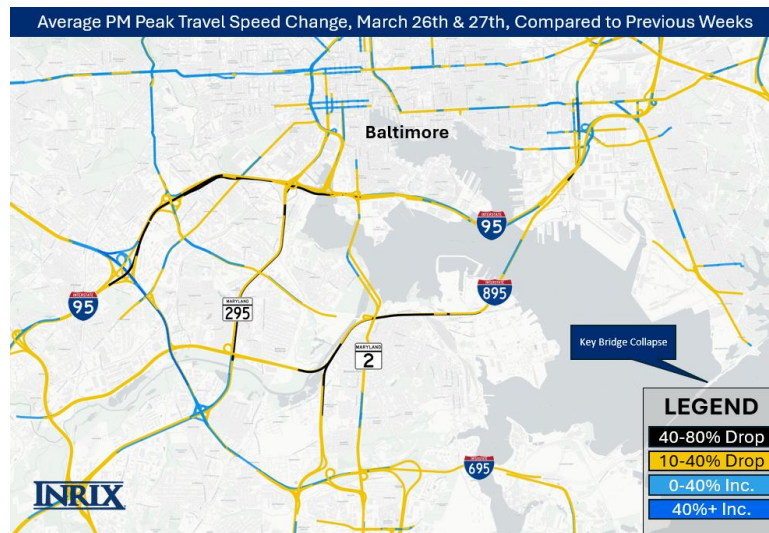 Average PM Peak Travel Speed Change, March 26th & 27th, Compared to Previous Weeks
Baltimore
INTERSTATE
95
INTERSTATE
895
INTERSTATE
95
MARYLAND
295
MARYLAND
2
Key Bridge Collapse
INTERSTATE
695
LEGEND
40-80% Drop
10-40% Drop
0-40% Inc.
40%+ Inc.
INRIX